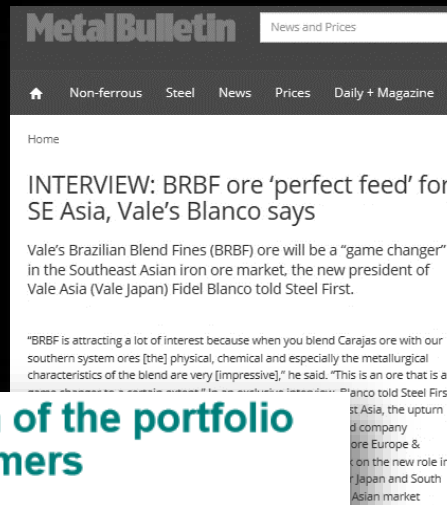 MetalBulletin
News and Prices
Non-ferrous Steel News Prices Daily + Magazine
Home
INTERVIEW: BRBF ore ‘perfect feed’ for
SE Asia, Vale’s Blanco says
Vale’s Brazilian Blend Fines (BRBF) ore will be a “game changer”
in the Southeast Asian iron ore market, the new president of
Vale Asia (Vale Japan) Fidel Blanco told Steel First.
“BRBF is attracting a lot of interest because when you blend Carajas ore with our
southern system ores [the] physical, chemical and especially the metallurgical
characteristics of the blend are very [impressive],” he said. “This is an ore that is a
Blanco told Steel Firs
of the portfolio
st Asia, the upturn
d company
mers
ore Europe &
on the new role in
Japan and South
Asian market